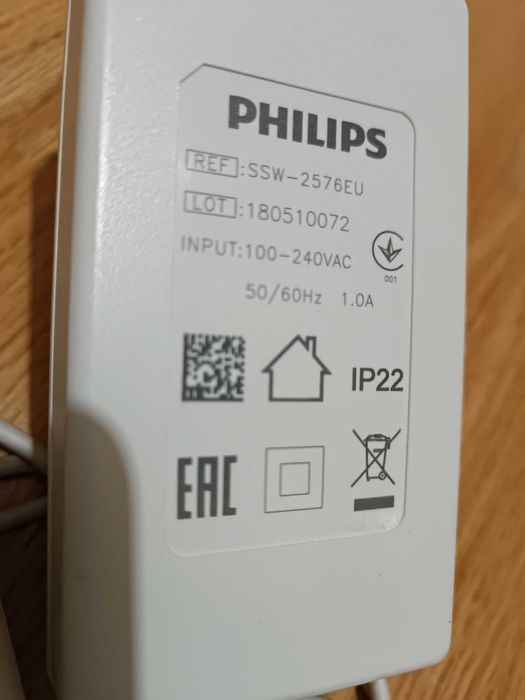 PHILIPS
REF:SSW-2576EU
LOT:180510072
INPUT:100-240VAC
001
50/60Hz 1.0A
IP22
EAC